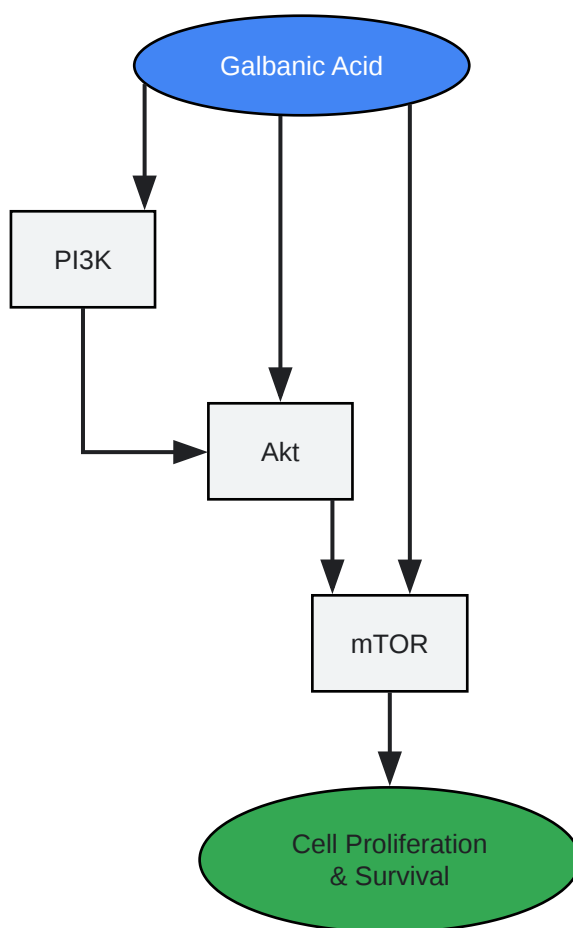 Galbanic Acid
PI3K
Akt
mTOR
Cell Proliferation
& Survival